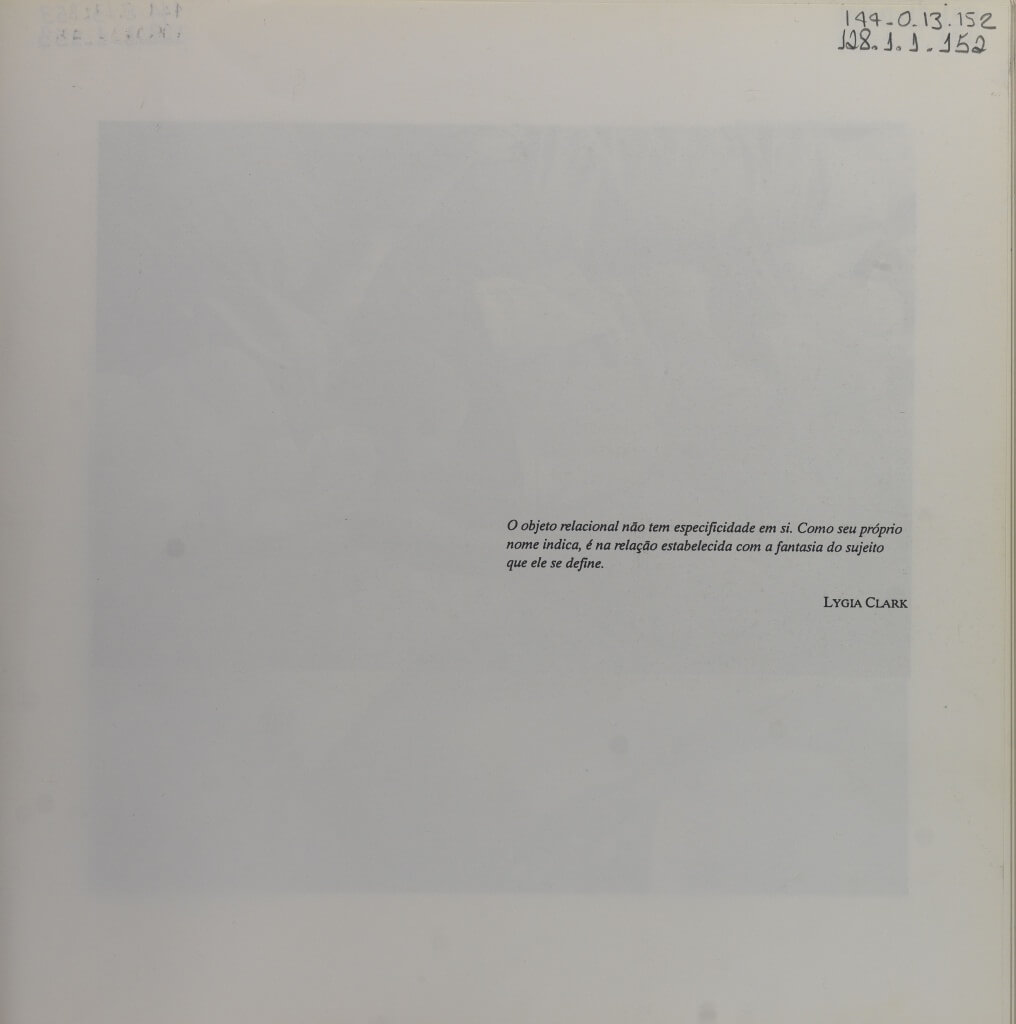 144-0.13.152
128.1.1.152
O objeto relacional não tem especificidade em si. Como seu próprio
nome indica, é na relação estabelecida com a fantasia do sujeito
que ele se define.
LYGIA CLARK